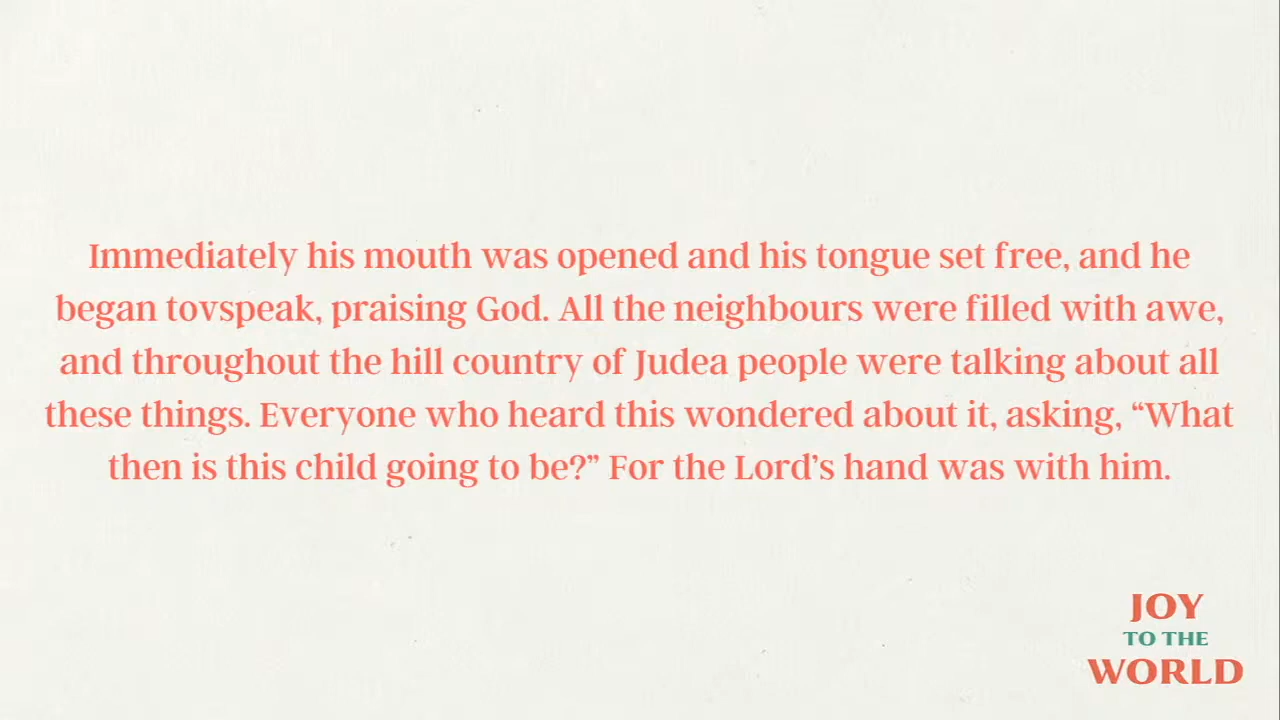 Immediately his mouth was opened and his tongue set free, and he
began tovspeak, praising God. All the neighbours were filled with awe,
and throughout the hill country of Judea people were talking about all
these things. Everyone who heard this wondered about it, asking, “What
then is this child going to be?” For the Lord’s hand was with him.
JOY
TO THE
WORLD